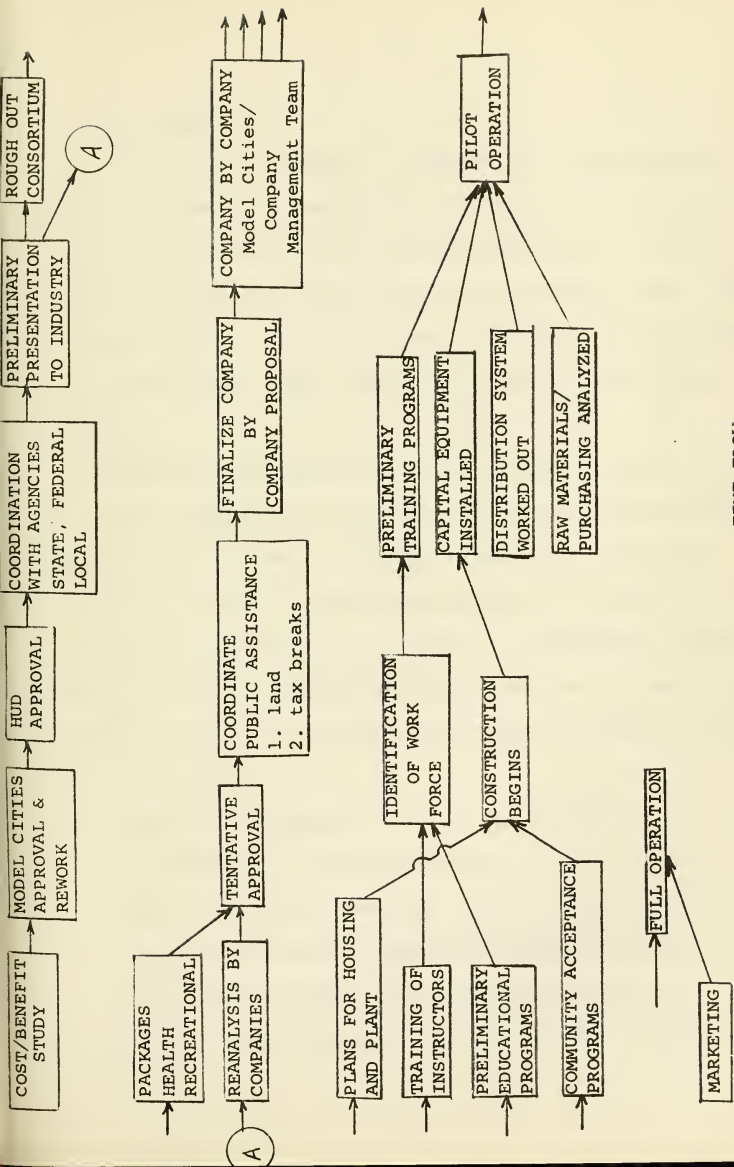 COST/BENEFIT
STUDY
MODEL CITIES
APPROVAL &
REWORK
HUD
APPROVAL
COORDINATION
WITH AGENCIES
STATE, FEDERAL
LOCAL
PRELIMINARY
PRESENTATION
TO INDUSTRY
ROUGH OUT
CONSORTIUM
A
PACKAGES
HEALTH
RECREATIONAL
A
REANALYSIS BY
COMPANIES
TENTATIVE
APPROVAL
COORDINATE
PUBLIC ASSISTANCE
1. land
2. tax breaks
FINALIZE COMPANY
BY
COMPANY PROPOSAL
COMPANY BY COMPANY
Model Cities/
Company
Management Team
PLANS FOR HOUSING
AND PLANT
TRAINING OF
INSTRUCTORS
PRELIMINARY
EDUCATIONAL
PROGRAMS
COMMUNITY ACCEPTANCE
PROGRAMS
IDENTIFICATION
OF WORK
FORCE
CONSTRUCTION
BEGINS
PRELIMINARY
TRAINING PROGRAMS
CAPITAL EQUIPMENT
INSTALLED
DISTRIBUTION SYSTEM
WORKED OUT
RAW MATERIALS/
PURCHASING ANALYZED
PILOT
OPERATION
FULL OPERATION
MARKETING